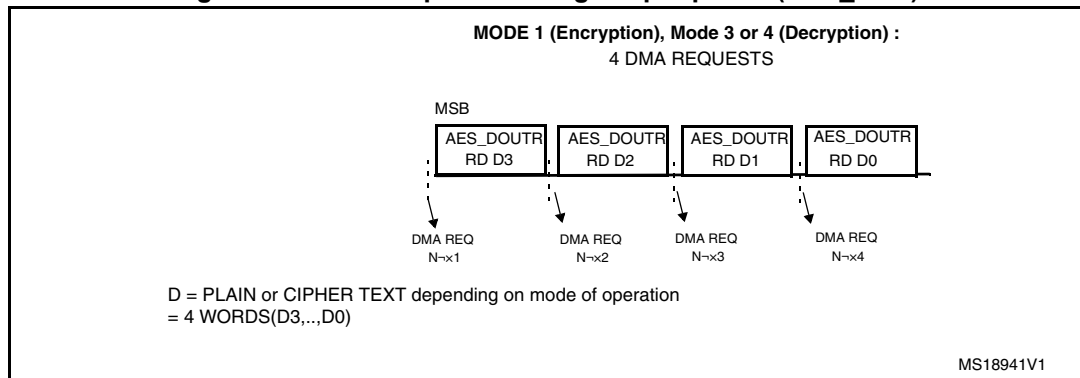 MODE 1 (Encryption), Mode 3 or 4 (Decryption) :
4 DMA REQUESTS
MSB
AES_DOUTR RD D3
AES_DOUTR RD D2
AES_DOUTR RD D1
AES_DOUTR RD D0
DMA REQ N¬×1
DMA REQ N¬×2
DMA REQ N¬×3
DMA REQ N¬×4
D = PLAIN or CIPHER TEXT depending on mode of operation
= 4 WORDS(D3,..,D0)
MS18941V1